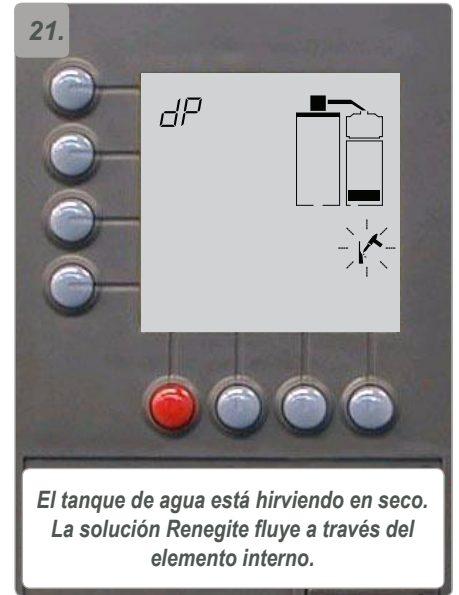 21.
dP
El tanque de agua está hirviendo en seco.
La solución Renegite fluye a través del
elemento interno.